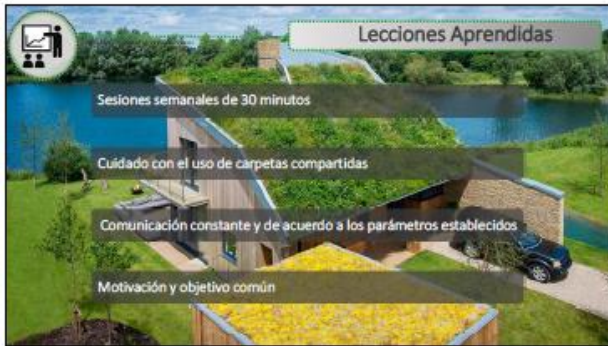 Lecciones Aprendidas
Sesiones semanales de 30 minutos
Cuidado con el uso de carpetas compartidas
Comunicación constante y de acuerdo a los parámetros establecidos
Motivación y objetivo común